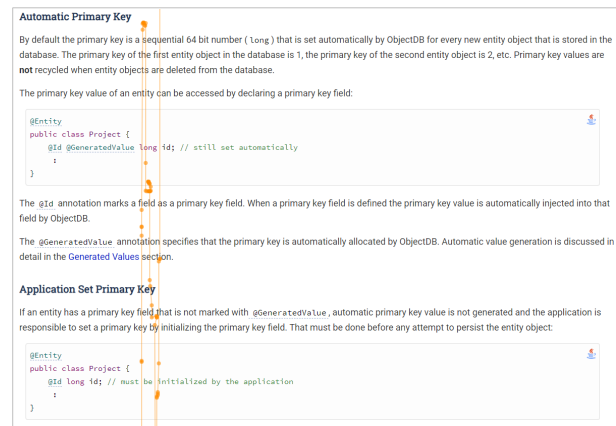 Automatic Primary Key
By default the primary key is a sequential 64 bit number ( long ) that is set automatically by ObjectDB for every new entity object that is stored in the
database. The primary key of the first entity object in the database is 1, the primary key of the second entity object is 2, etc. Primary key values are
not recycled when entity objects are deleted from the database.
The primary key value of an entity can be accessed by declaring a primary key field:
@Entity
public class Project {
@Id @GeneratedValue long id; // still set automatically
:
}
The @Id annotation marks a field as a primary key field. When a primary key field is defined the primary key value is automatically injected into that
field by ObjectDB.
The @GeneratedValue annotation specifies that the primary key is automatically allocated by ObjectDB. Automatic value generation is discussed in
detail in the Generated Values section.
Application Set Primary Key
If an entity has a primary key field that is not marked with @GeneratedValue, automatic primary key value is not generated and the application is
responsible to set a primary key by initializing the primary key field. That must be done before any attempt to persist the entity object:
@Entity
public class Project {
@Id long id; // must be initialized by the application
:
}